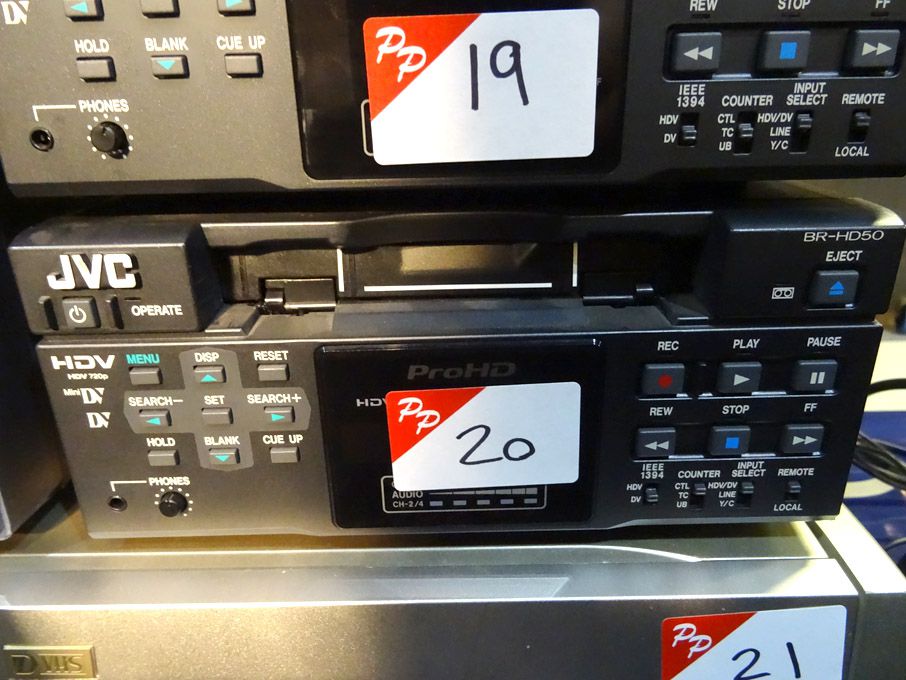 DV
REW STOP FF
HOLD BLANK CUE UP
PP
19
PHONES
IEEE 1394 COUNTER INPUT SELECT REMOTE
HDV CTL HDV/DV
DV TC LINE
UB Y/C LOCAL
JVC
BR-HD50
EJECT
OPERATE
HDV MENU DISP RESET
HDV 720p
Mini DV
SEARCH− SET SEARCH+
DV
HOLD BLANK CUE UP
PHONES
ProHD
HDV
PP
20
AUDIO
CH-2/4
REC PLAY PAUSE
REW STOP FF
IEEE 1394 COUNTER INPUT SELECT REMOTE
HDV CTL HDV/DV
DV TC LINE
UB Y/C LOCAL
D-VHS
PP
21